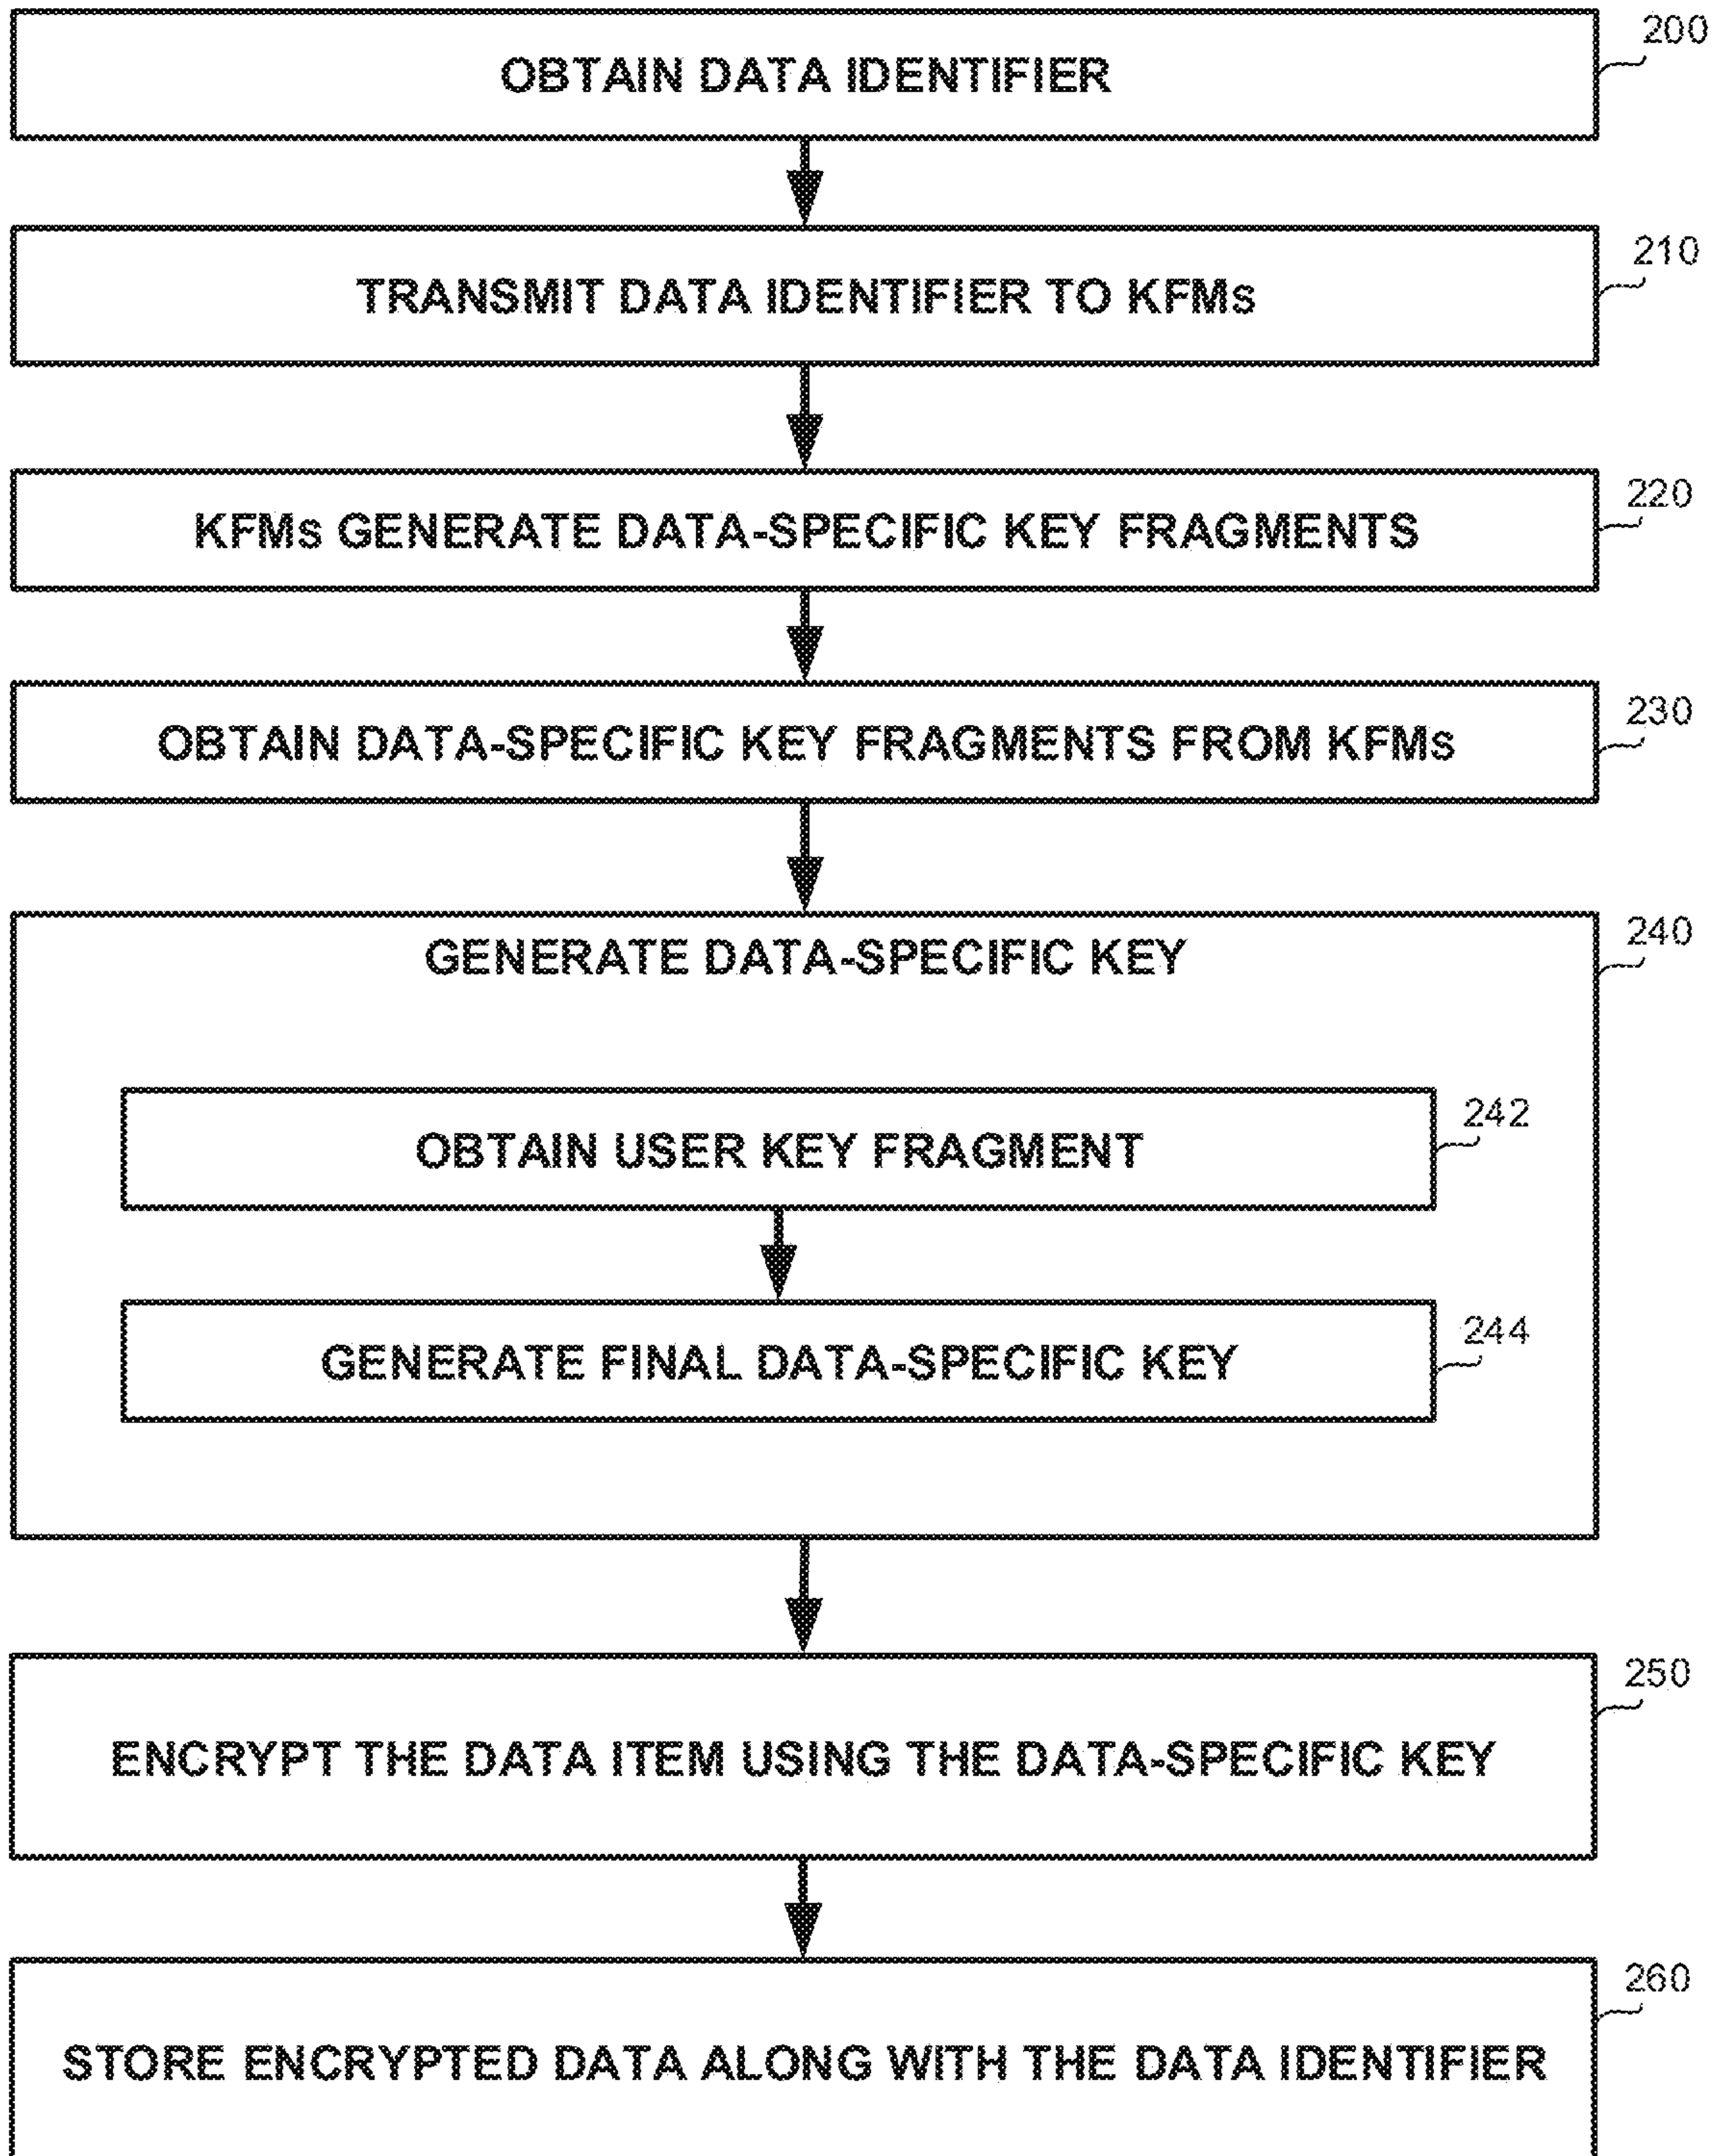 200
OBTAIN DATA IDENTIFIER
210
TRANSMIT DATA IDENTIFIER TO KFMs
220
KFMs GENERATE DATA-SPECIFIC KEY FRAGMENTS
230
OBTAIN DATA-SPECIFIC KEY FRAGMENTS FROM KFMs
240
GENERATE DATA-SPECIFIC KEY
242
OBTAIN USER KEY FRAGMENT
244
GENERATE FINAL DATA-SPECIFIC KEY
250
ENCRYPT THE DATA ITEM USING THE DATA-SPECIFIC KEY
260
STORE ENCRYPTED DATA ALONG WITH THE DATA IDENTIFIER